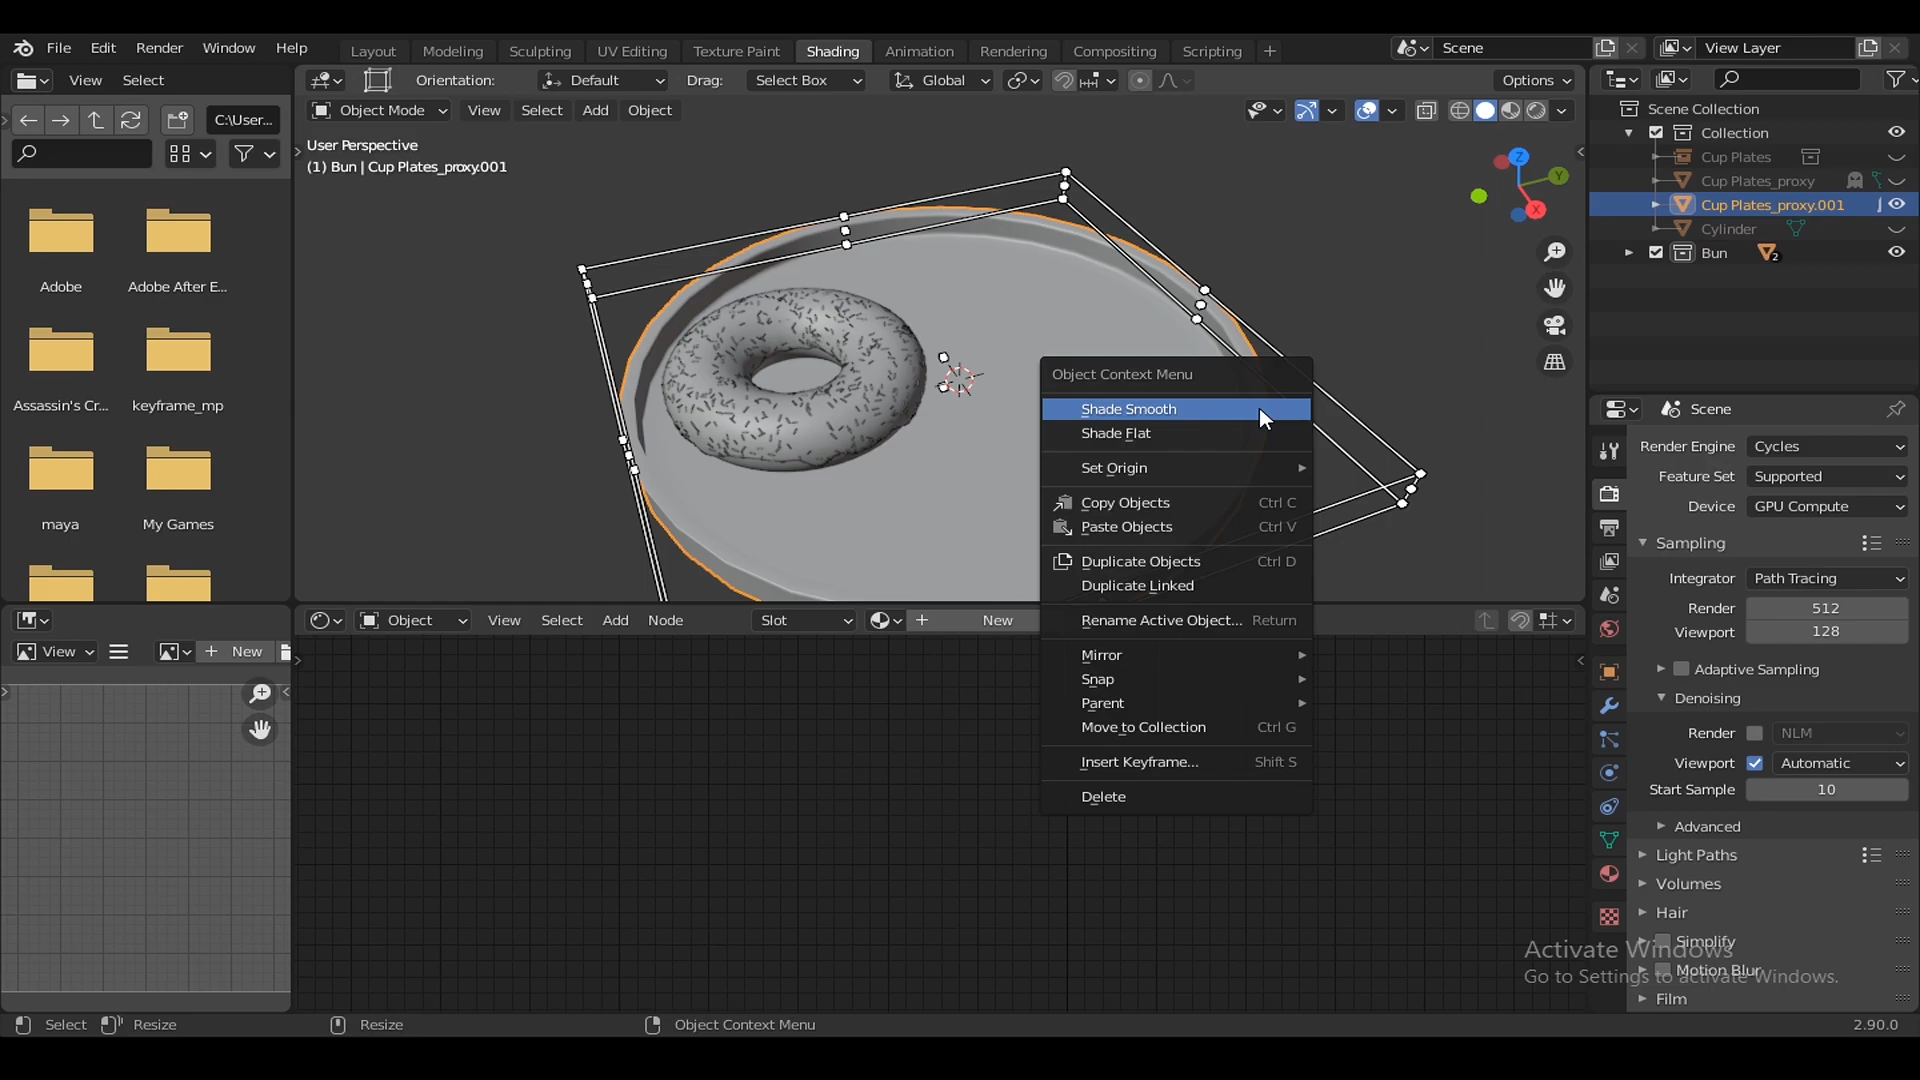 File Edit Render Window Help Layout Modeling Sculpting UV Editing Texture Paint Shading Animation Rendering Compositing Scripting + Scene View Layer
View Select
Orientation: Default Drag: Select Box Global Options
C:\User...
Object Mode View Select Add Object
User Perspective
(1) Bun | Cup Plates_proxy.001
Z
Y
X
Adobe
Adobe After E...
Assassin's Cr...
keyframe_mp
maya
My Games
Object Context Menu
Shade Smooth
Shade Flat
Set Origin
Copy Objects Ctrl C
Paste Objects Ctrl V
Duplicate Objects Ctrl D
Duplicate Linked
Rename Active Object... Return
Mirror
Snap
Parent
Move to Collection Ctrl G
Insert Keyframe... Shift S
Delete
Scene Collection
Collection
Cup Plates
Cup Plates_proxy
Cup Plates_proxy.001
Cylinder
Bun 2
Scene
Render Engine Cycles
Feature Set Supported
Device GPU Compute
Sampling
Integrator Path Tracing
Render 512
Viewport 128
Adaptive Sampling
Denoising
Render NLM
Viewport Automatic
Start Sample 10
Advanced
Light Paths
Volumes
Hair
Simplify
Motion Blur
Film
Object View Select Add Node Slot + New
View + New
Activate Windows
Go to Settings to activate Windows.
Select Resize Resize Object Context Menu 2.90.0